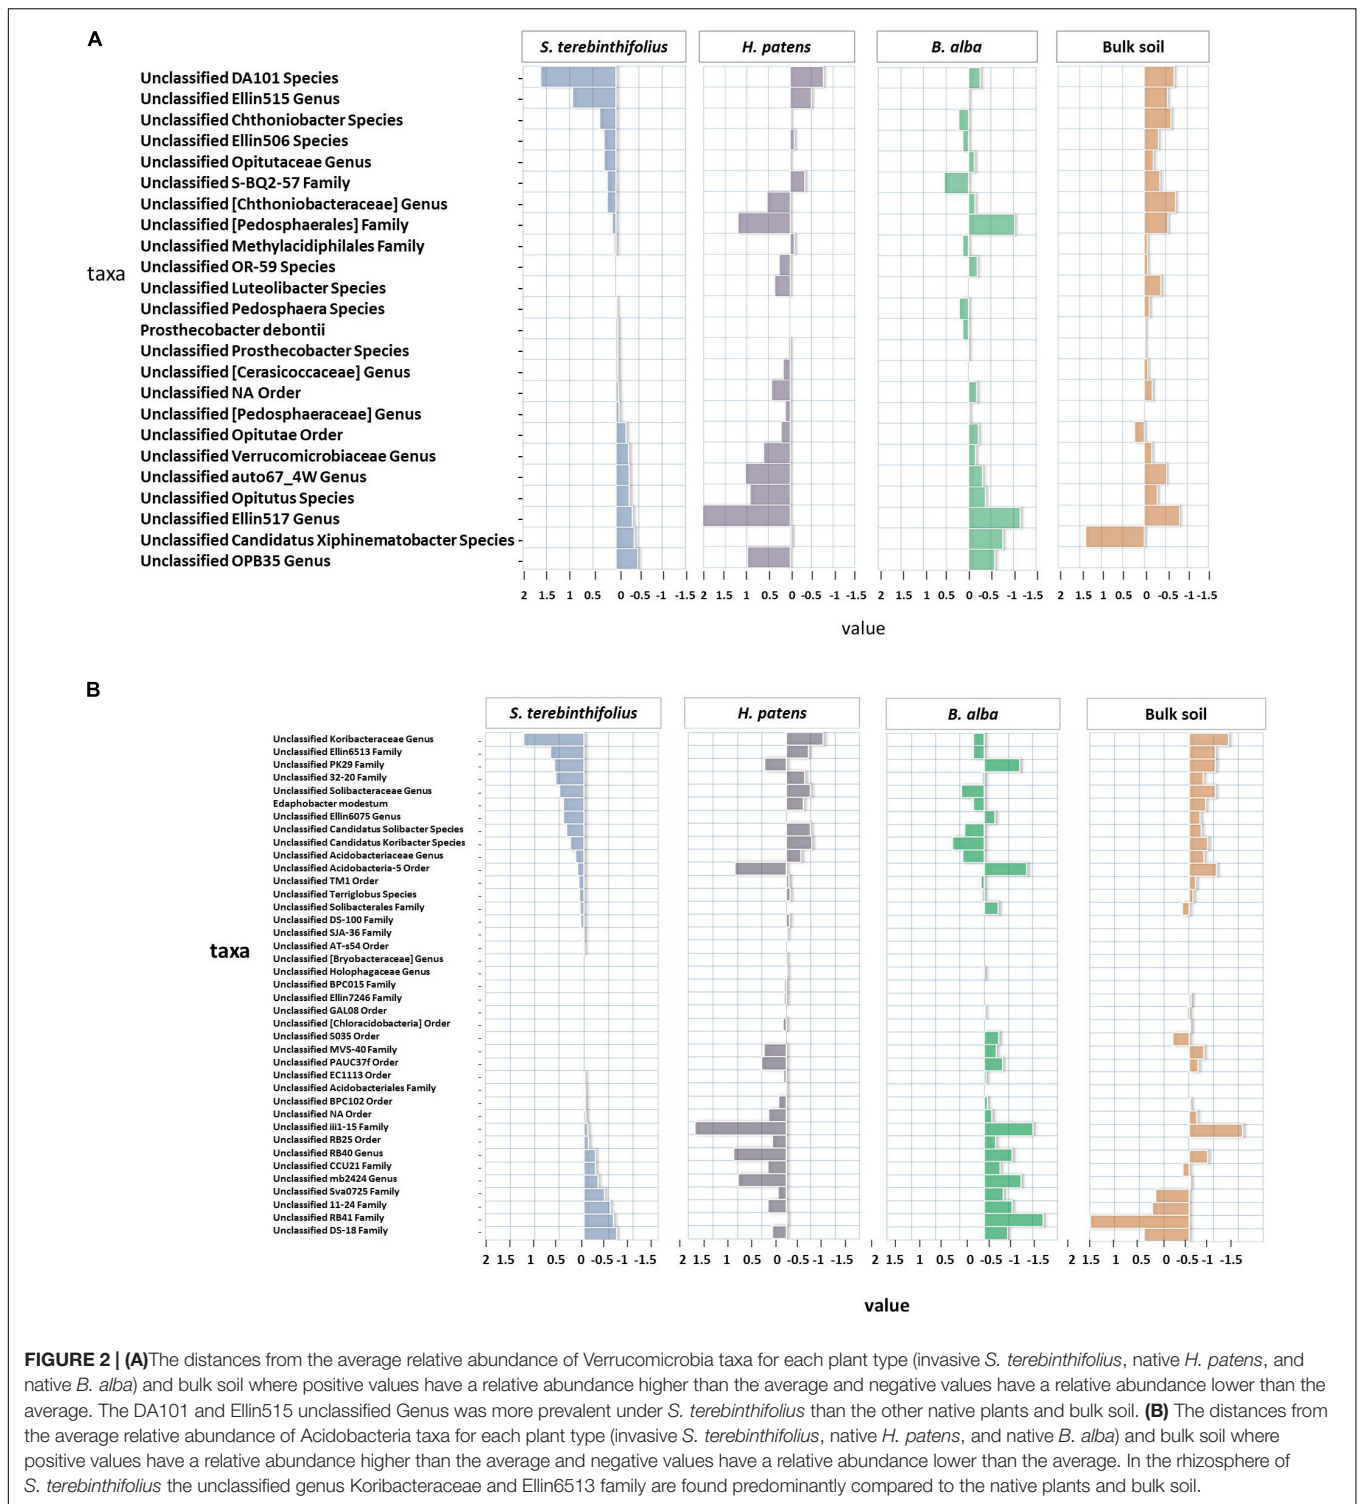 A
S. terebinthifolius
H. patens
B. alba
Bulk soil
taxa
Unclassified DA101 Species
Unclassified Ellin515 Genus
Unclassified Chthoniobacter Species
Unclassified Ellin506 Species
Unclassified Opitutaceae Genus
Unclassified S-BQ2-57 Family
Unclassified [Chthoniobacteraceae] Genus
Unclassified [Pedosphaerales] Family
Unclassified Methylacidiphilales Family
Unclassified OR-59 Species
Unclassified Luteolibacter Species
Unclassified Pedosphaera Species
Prosthecobacter debontii
Unclassified Prosthecobacter Species
Unclassified [Cerasicoccaceae] Genus
Unclassified NA Order
Unclassified [Pedosphaeraceae] Genus
Unclassified Opitutae Order
Unclassified Verrucomicrobiaceae Genus
Unclassified auto67_4W Genus
Unclassified Opitutus Species
Unclassified Ellin517 Genus
Unclassified Candidatus Xiphinematobacter Species
Unclassified OPB35 Genus
2 1.5 1 0.5 0 -0.5 -1 -1.5
2 1.5 1 0.5 0 -0.5 -1 -1.5
2 1.5 1 0.5 0 -0.5 -1 -1.5
2 1.5 1 0.5 0 -0.5 -1 -1.5
value
B
S. terebinthifolius
H. patens
B. alba
Bulk soil
taxa
Unclassified Koribacteraceae Genus
Unclassified Ellin6513 Family
Unclassified PK29 Family
Unclassified 32-20 Family
Unclassified Solibacteraceae Genus
Edaphobacter modestum
Unclassified Ellin6075 Genus
Unclassified Candidatus Solibacter Species
Unclassified Candidatus Koribacter Species
Unclassified Acidobacteriaceae Genus
Unclassified Acidobacteria-5 Order
Unclassified TM1 Order
Unclassified Terriglobus Species
Unclassified Solibacterales Family
Unclassified DS-100 Family
Unclassified SJA-36 Family
Unclassified AT-s54 Order
Unclassified [Bryobacteraceae] Genus
Unclassified Holophagaceae Genus
Unclassified BPC015 Family
Unclassified Ellin7246 Family
Unclassified GAL08 Order
Unclassified [Chloracidobacteria] Order
Unclassified S035 Order
Unclassified MVS-40 Family
Unclassified PAUC37f Order
Unclassified EC1113 Order
Unclassified Acidobacteriales Family
Unclassified BPC102 Order
Unclassified NA Order
Unclassified iii1-15 Family
Unclassified RB25 Order
Unclassified RB40 Genus
Unclassified CCU21 Family
Unclassified mb2424 Genus
Unclassified Sva0725 Family
Unclassified 11-24 Family
Unclassified RB41 Family
Unclassified DS-18 Family
2 1.5 1 0.5 0 -0.5 -1 -1.5
2 1.5 1 0.5 0 -0.5 -1 -1.5
2 1.5 1 0.5 0 -0.5 -1 -1.5
2 1.5 1 0.5 0 -0.5 -1 -1.5
value
FIGURE 2 | (A)The distances from the average relative abundance of Verrucomicrobia taxa for each plant type (invasive S. terebinthifolius, native H. patens, and
native B. alba) and bulk soil where positive values have a relative abundance higher than the average and negative values have a relative abundance lower than the
average. The DA101 and Ellin515 unclassified Genus was more prevalent under S. terebinthifolius than the other native plants and bulk soil. (B) The distances from
the average relative abundance of Acidobacteria taxa for each plant type (invasive S. terebinthifolius, native H. patens, and native B. alba) and bulk soil where
positive values have a relative abundance higher than the average and negative values have a relative abundance lower than the average. In the rhizosphere of
S. terebinthifolius the unclassified genus Koribacteraceae and Ellin6513 family are found predominantly compared to the native plants and bulk soil.